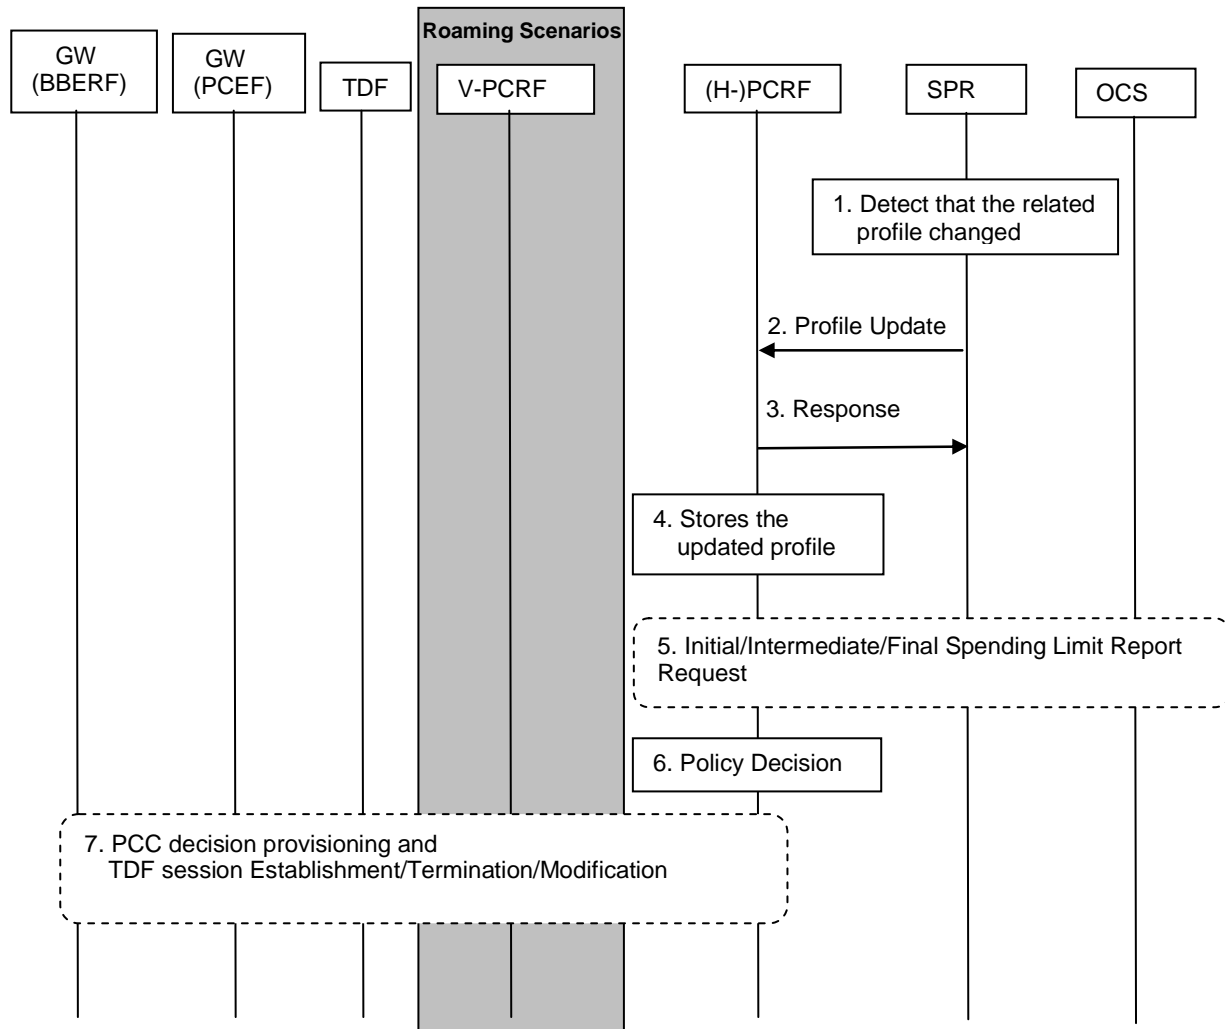 Roaming Scenarios
GW
(BBERF)
GW
(PCEF)
TDF
V-PCRF
(H-)PCRF
SPR
OCS
1. Detect that the related
profile changed
2. Profile Update
3. Response
4. Stores the
updated profile
5. Initial/Intermediate/Final Spending Limit Report
Request
6. Policy Decision
7. PCC decision provisioning and
TDF session Establishment/Termination/Modification